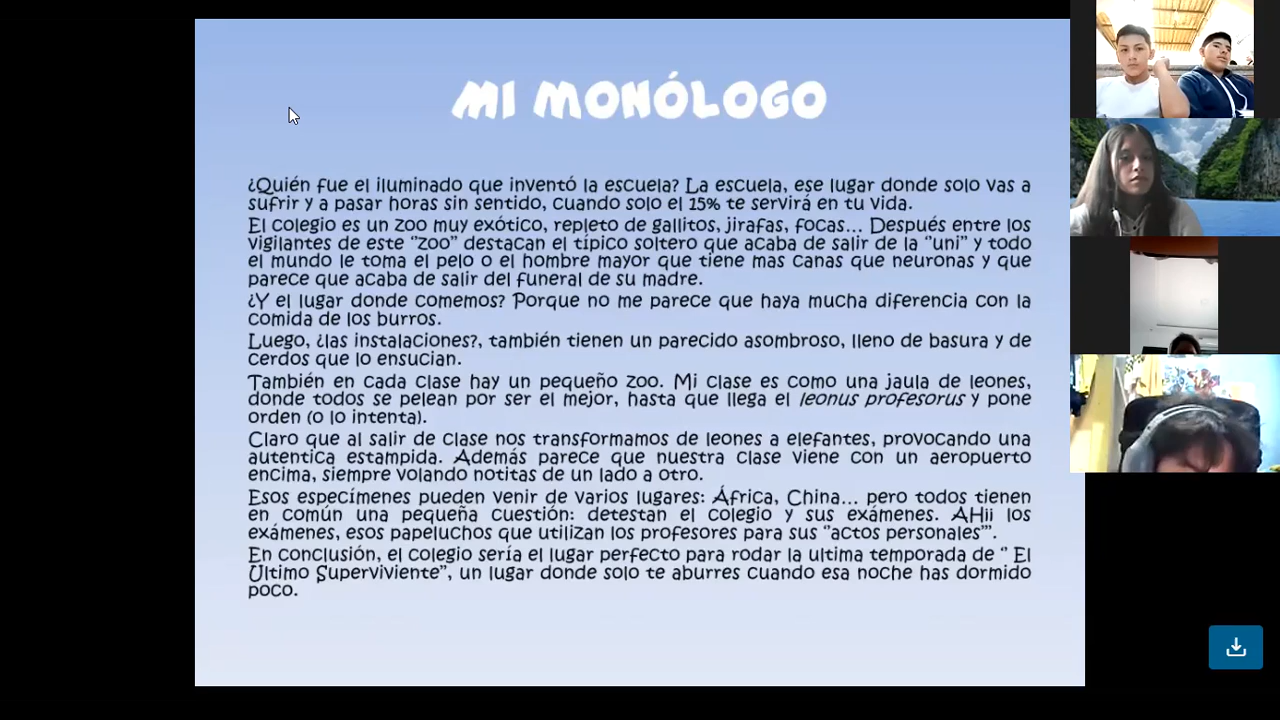 MI MONÓLOGO
¿Quién fue el iluminado que inventó la escuela? La escuela, ese lugar donde solo vas a
sufrir y a pasar horas sin sentido, cuando solo el 15% te servirá en tu vida.
El colegio es un zoo muy exótico, repleto de gallitos, jirafas, focas… Después entre los
vigilantes de este “zoo” destacan el típico soltero que acaba de salir de la “uni” y todo
el mundo le toma el pelo o el hombre mayor que tiene mas canas que neuronas y que
parece que acaba de salir del funeral de su madre.
¿Y el lugar donde comemos? Porque no me parece que haya mucha diferencia con la
comida de los burros.
Luego, ¿las instalaciones?, también tienen un parecido asombroso, lleno de basura y de
cerdos que lo ensucian.
También en cada clase hay un pequeño zoo. Mi clase es como una jaula de leones,
donde todos se pelean por ser el mejor, hasta que llega el leonus profesorus y pone
orden (o lo intenta).
Claro que al salir de clase nos transformamos de leones a elefantes, provocando una
autentica estampida. Además parece que nuestra clase viene con un aeropuerto
encima, siempre volando notitas de un lado a otro.
Esos especímenes pueden venir de varios lugares: África, China… pero todos tienen
en común una pequeña cuestión: detestan el colegio y sus exámenes. AHii los
exámenes, esos papeluchos que utilizan los profesores para sus “actos personales”’.
En conclusión, el colegio sería el lugar perfecto para rodar la ultima temporada de “ El
Último Superviviente”, un lugar donde solo te aburres cuando esa noche has dormido
poco.